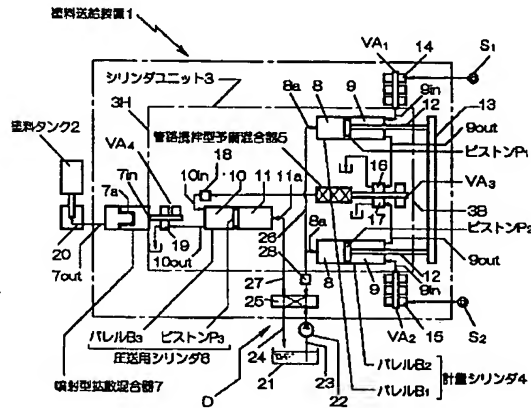 塗料送給装置1
シリンダユニット3
VA1
14
S1
3H
8a
8
9
9in
12
13
塗料タンク2
管路撹拌型予備混合器5
9out
VA4
18
10in
10
11
11a
16
ピストンP1
7in
7a
VA3
17
3B
26
8a
ピストンP2
20
7out
19
10out
28
27
8
9
12
9out
9in
25
バレルB3
ピストンP3
24
23
VA2
15
S2
圧送用シリンダ6
バレルB2
噴射型拡散混合器7
D
21
22
バレルB1
計量シリンダ4